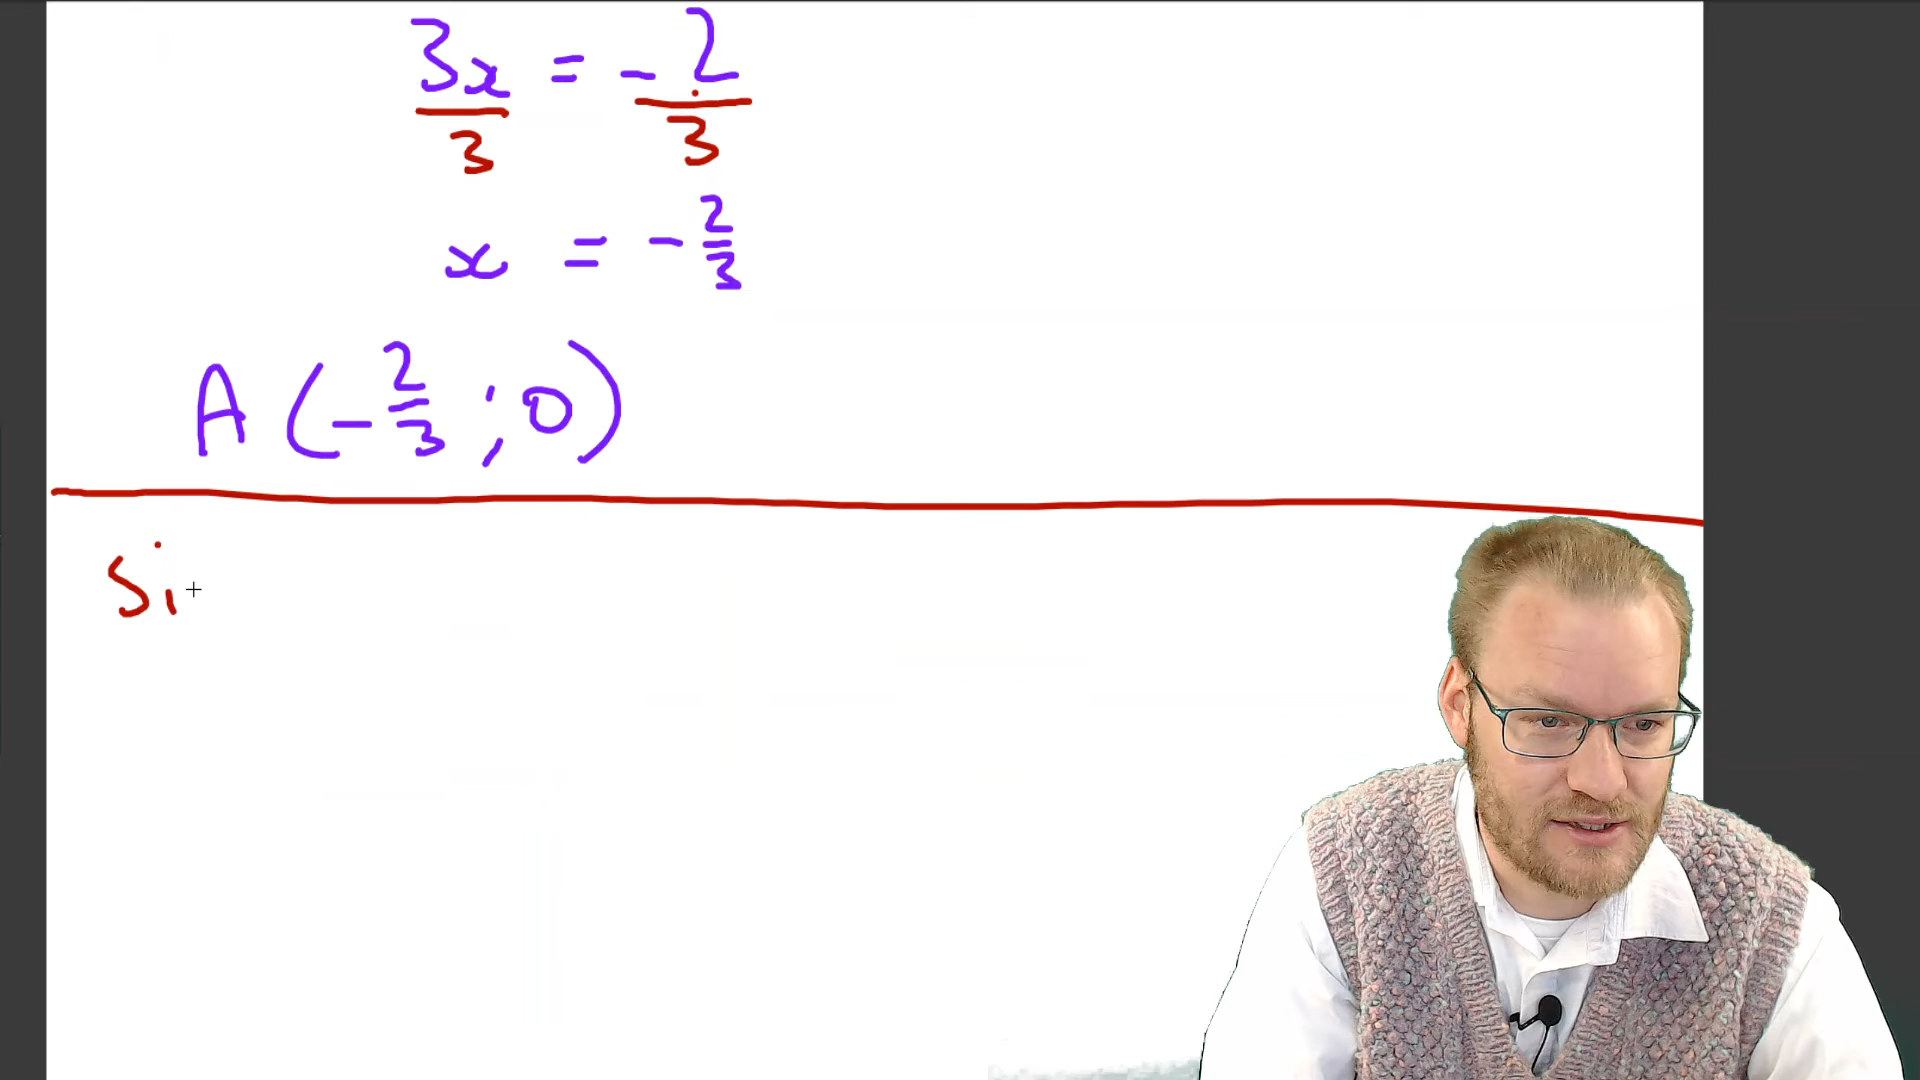 3x = - 2
3 3
x = - 2/3
A (- 2/3 ; 0)
Si